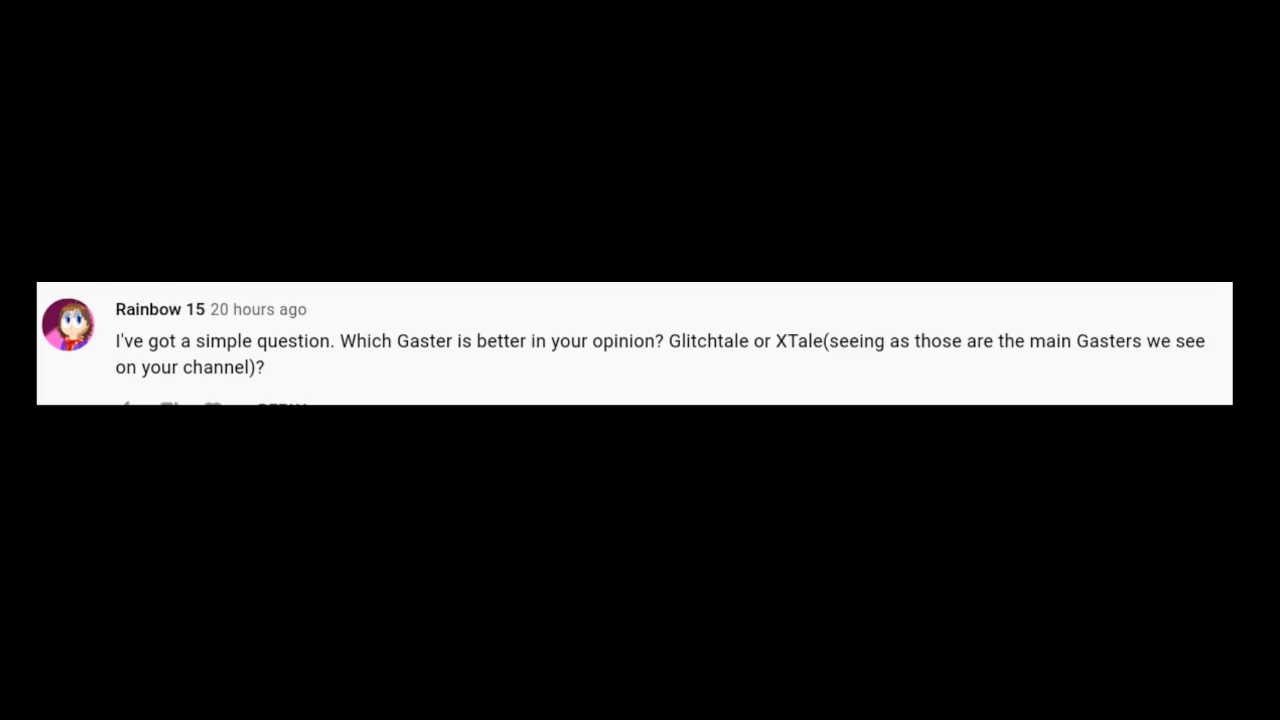 Rainbow 15 20 hours ago
I've got a simple question. Which Gaster is better in your opinion? Glitchtale or XTale(seeing as those are the main Gasters we see
on your channel)?